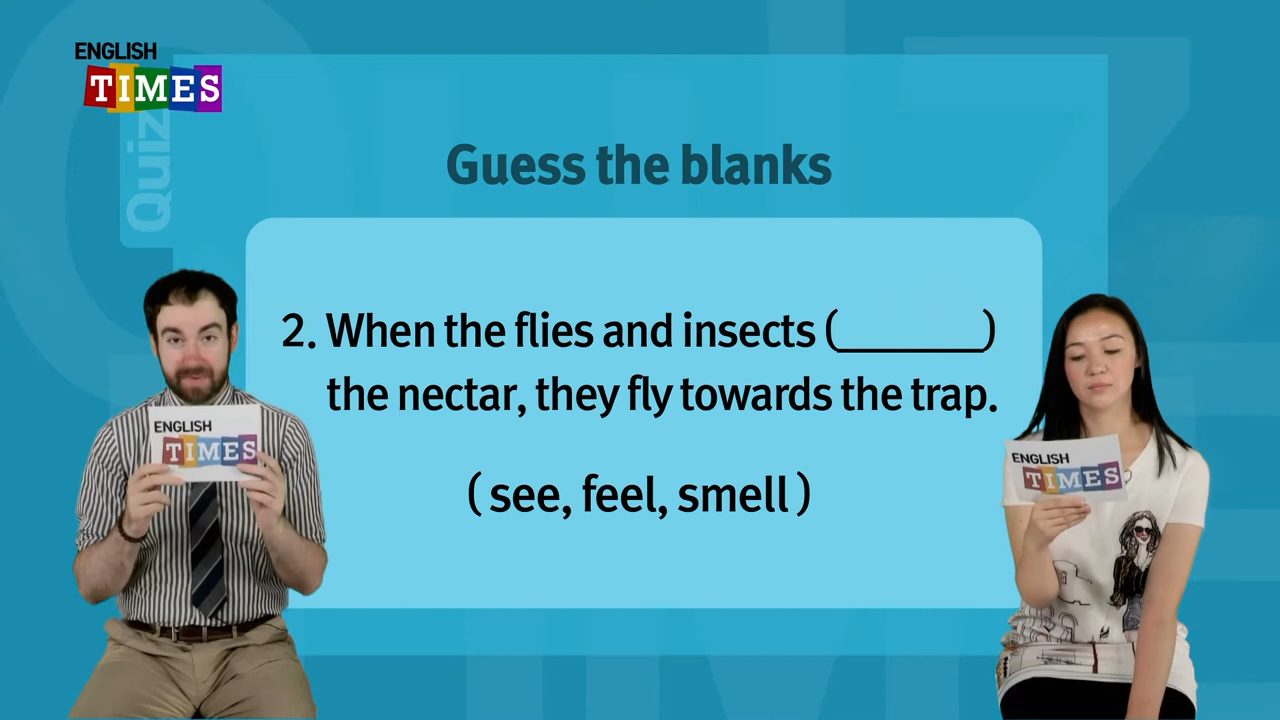 ENGLISH
TIMES
Quiz
Guess the blanks
2. When the flies and insects (______)
the nectar, they fly towards the trap.
( see, feel, smell )
ENGLISH
TIMES
ENGLISH
TIMES